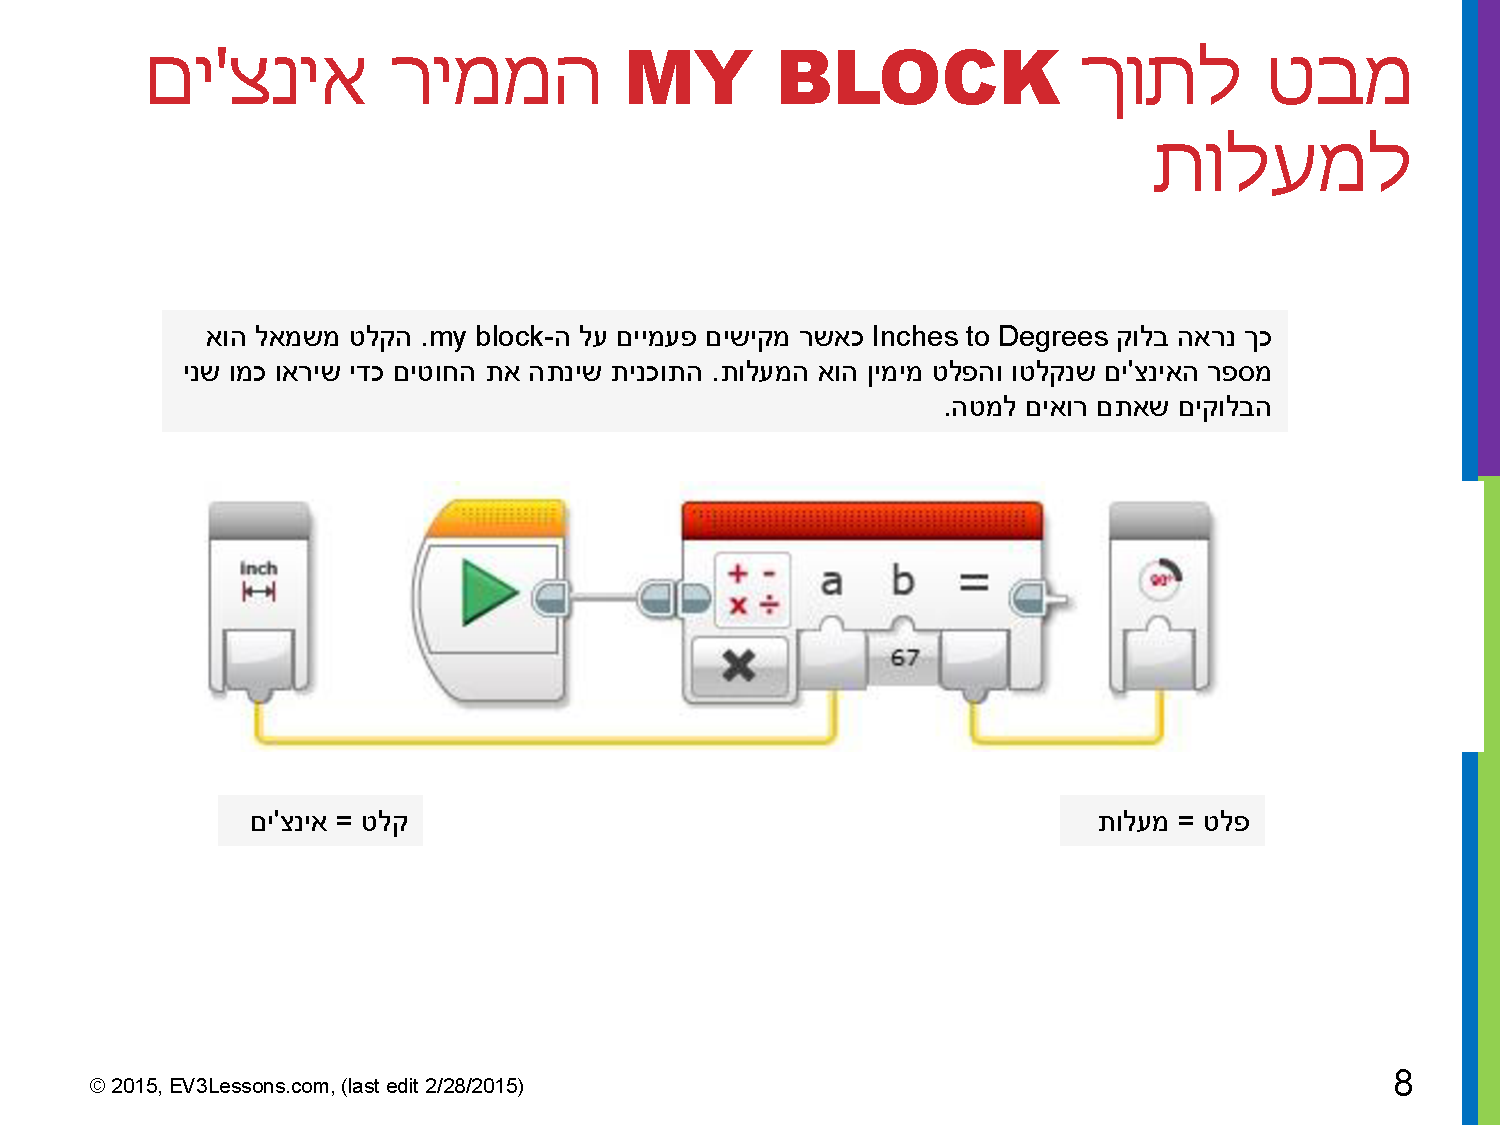 מבט לתוך MY BLOCK הממיר אינצ'ים
למעלות
כך נראה בלוק Inches to Degrees כאשר מקישים פעמיים על ה-my block. הקלט משמאל הוא
מספר האינצ'ים שנקלטו והפלט מימין הוא המעלות. התוכנית שינתה את החוטים כדי שיראו כמו שני
הבלוקים שאתם רואים למטה.
inch
a b =
67
90°
קלט = אינצ'ים
פלט = מעלות
© 2015, EV3Lessons.com, (last edit 2/28/2015)
8